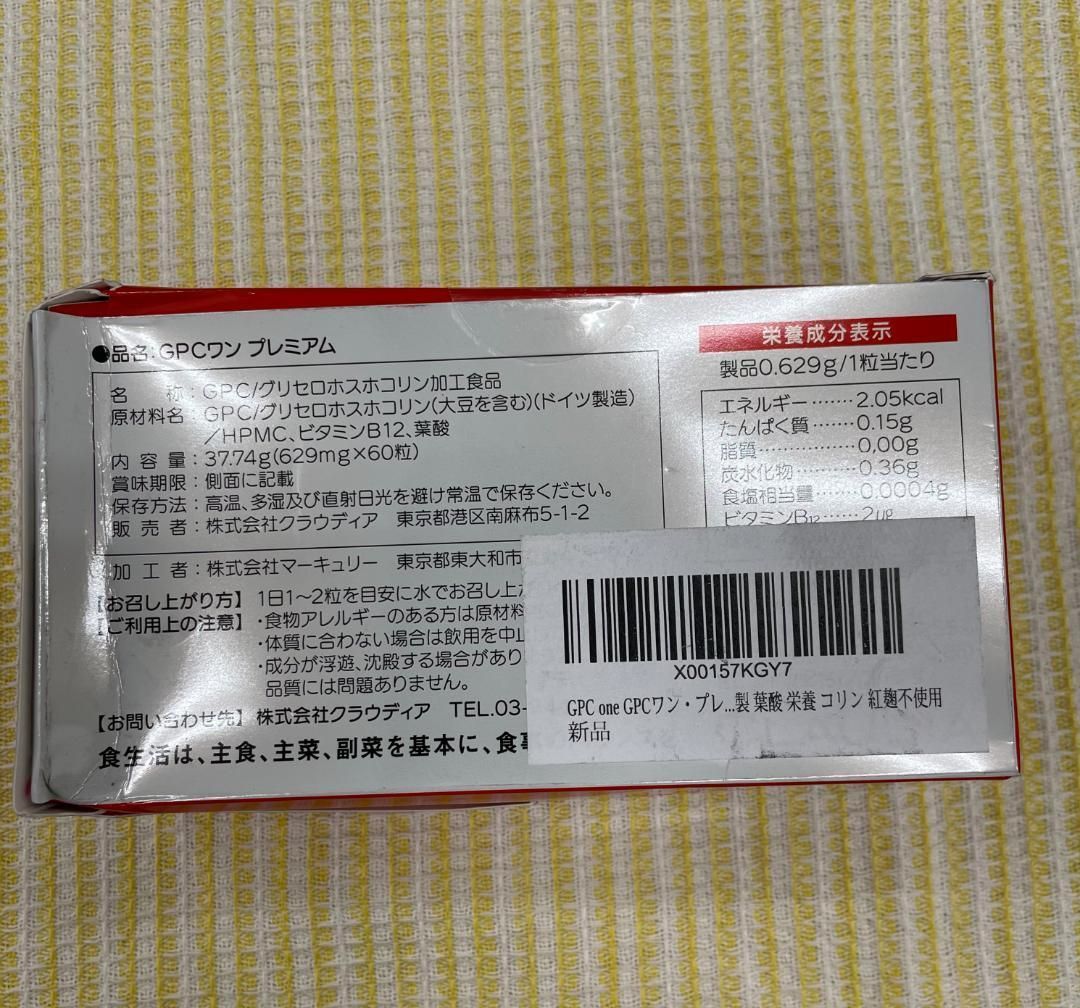 ●品名:GPCワン プレミアム
名　　称:GPC/グリセロホスホコリン加工食品
原材料名:GPC/グリセロホスホコリン(大豆を含む)(ドイツ製造)
／HPMC、ビタミンB12、葉酸
内 容 量:37.74g(629mg×60粒)
賞味期限:側面に記載
保存方法:高温、多湿及び直射日光を避け常温で保存ください。
販 売 者:株式会社クラウディア　東京都港区南麻布5-1-2
加 工 者:株式会社マーキュリー　東京都東大和市
【お召し上がり方】 1日1〜2粒を目安に水でお召し上が
【ご利用上の注意】・食物アレルギーのある方は原材料
・体質に合わない場合は飲用を中止
・成分が浮遊、沈殿する場合があり
品質には問題ありません。
【お問い合わせ先】 株式会社クラウディア　TEL.03-
食生活は、主食、主菜、副菜を基本に、食事
栄養成分表示
製品0.629g/1粒当たり
エネルギー……2.05kcal
たんぱく質……0.15g
脂質……0.00g
炭水化物……0.36g
食塩相当量……0.0004g
ビタミンB12……2μg
X00157KGY7
GPC one GPCワン・プレ...製 葉酸 栄養 コリン 紅麹不使用
新品